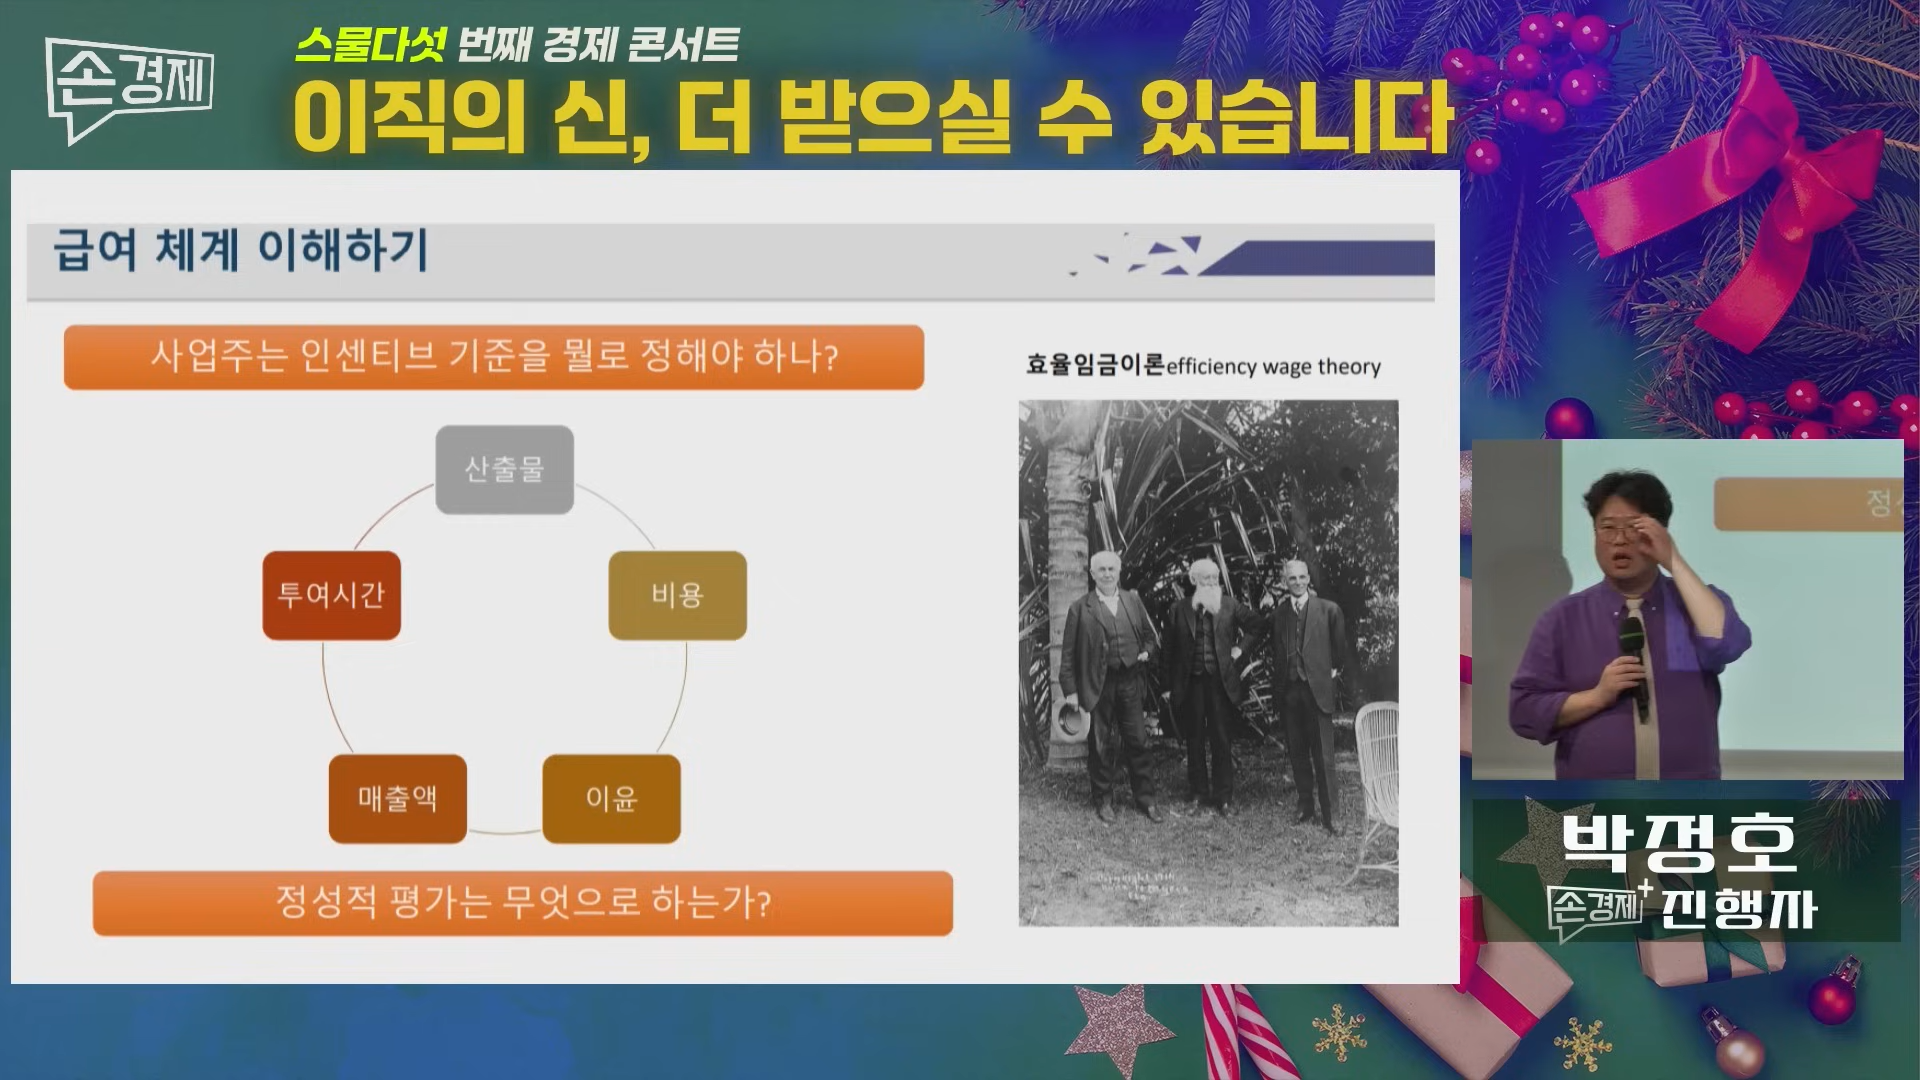 손경제
스물다섯 번째 경제 콘서트
이직의 신, 더 받으실 수 있습니다
급여 체계 이해하기
사업주는 인센티브 기준을 뭘로 정해야 하나?
효율임금이론efficiency wage theory
산출물
투여시간
비용
매출액
이윤
정성적 평가는 무엇으로 하는가?
박정호
손경제+ 진행자